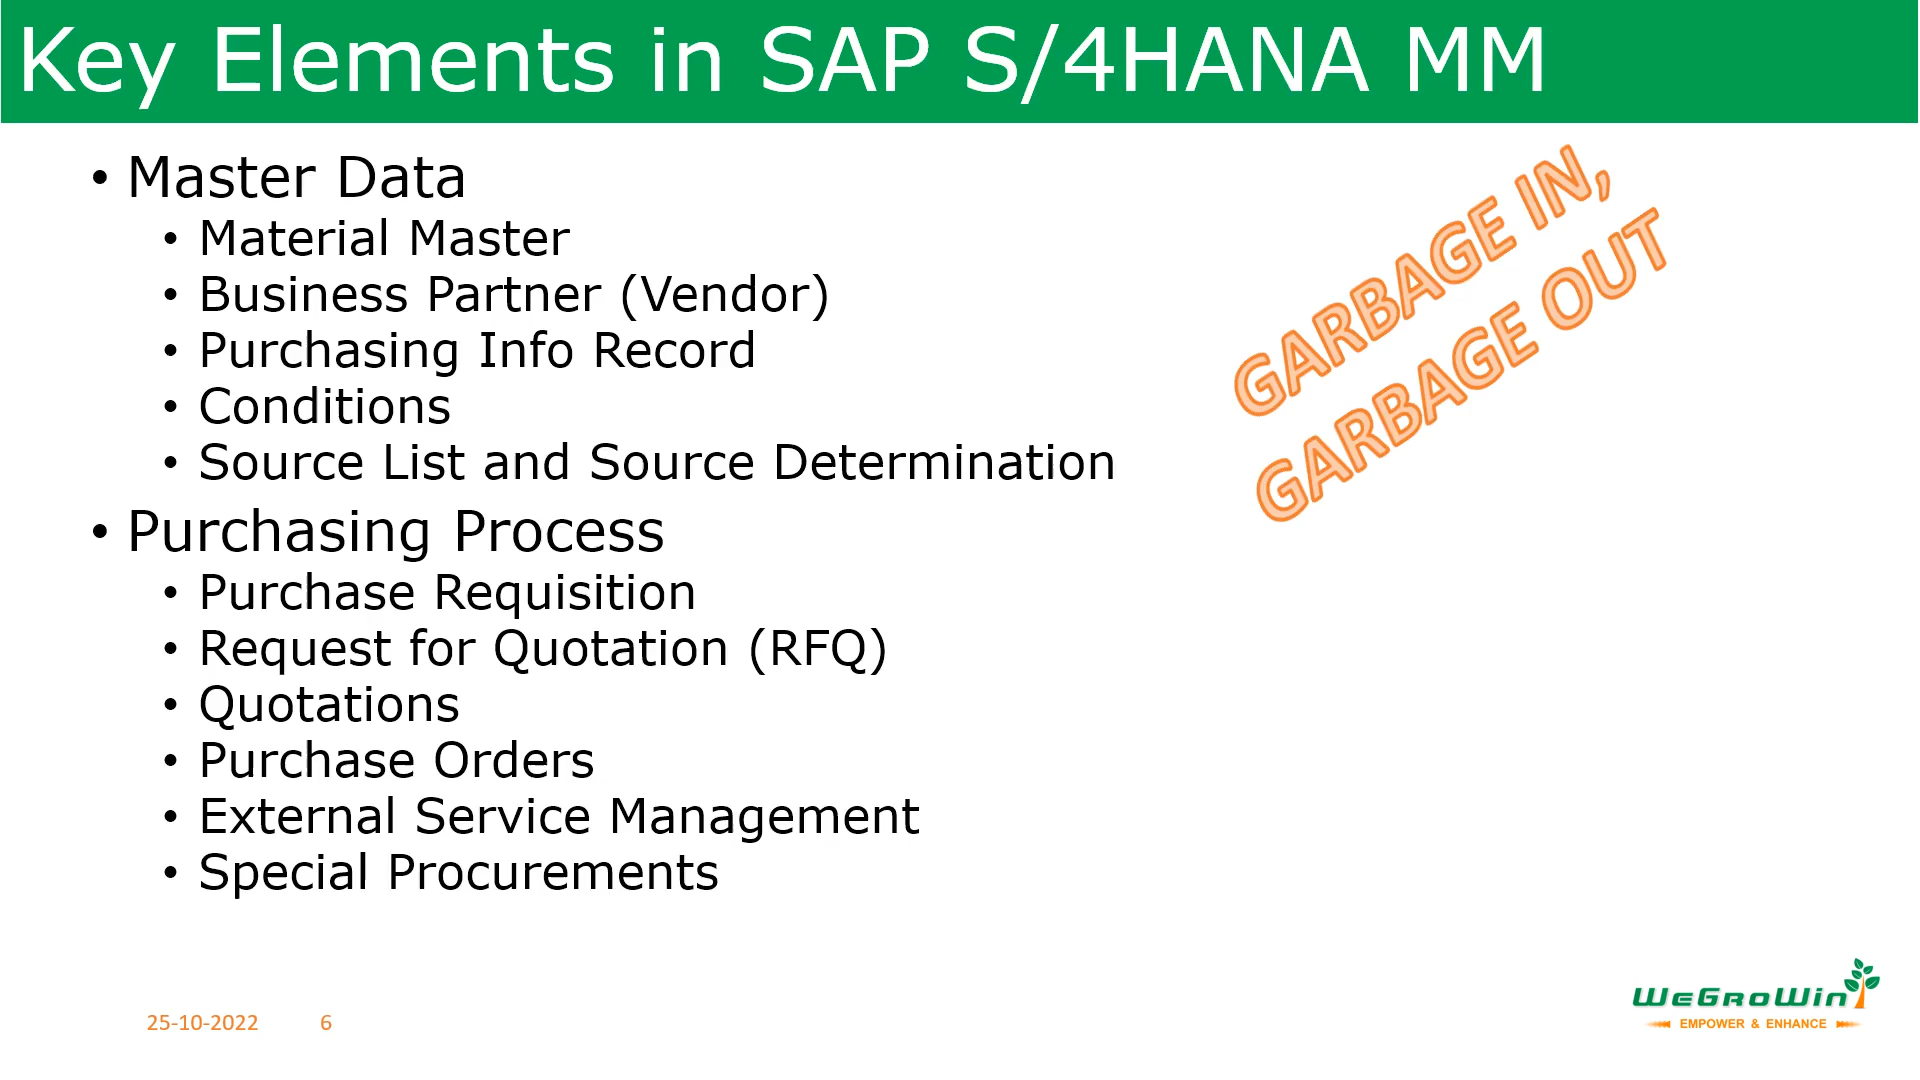 Key Elements in SAP S/4HANA MM
• Master Data
• Material Master
• Business Partner (Vendor)
• Purchasing Info Record
• Conditions
• Source List and Source Determination
GARBAGE IN,
GARBAGE OUT
• Purchasing Process
• Purchase Requisition
• Request for Quotation (RFQ)
• Quotations
• Purchase Orders
• External Service Management
• Special Procurements
25-10-2022 6
WeGroWin
EMPOWER & ENHANCE